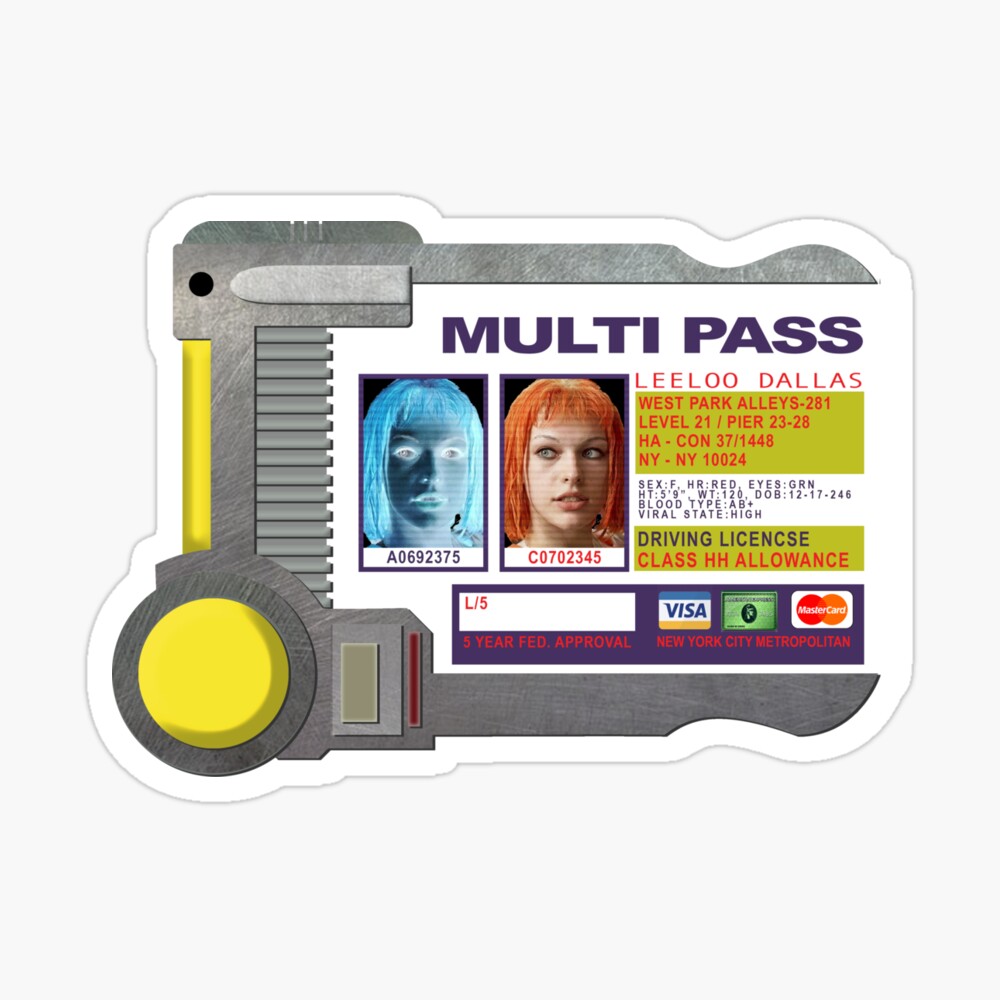 MULTI PASS
LEELOO DALLAS
WEST PARK ALLEYS-281
LEVEL 21 / PIER 23-28
HA - CON 37/1448
NY - NY 10024
SEX:F, HR:RED, EYES:GRN
HT:5'9", WT:120, DOB:12-17-246
BLOOD TYPE:AB+
VIRAL STATE:HIGH
DRIVING LICENCSE
CLASS HH ALLOWANCE
A0692375
C0702345
L/5
5 YEAR FED. APPROVAL
VISA
MasterCard
NEW YORK CITY METROPOLITAN